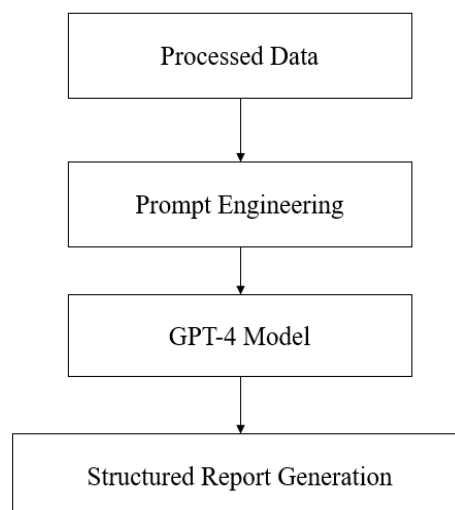 Processed Data
Prompt Engineering
GPT-4 Model
Structured Report Generation